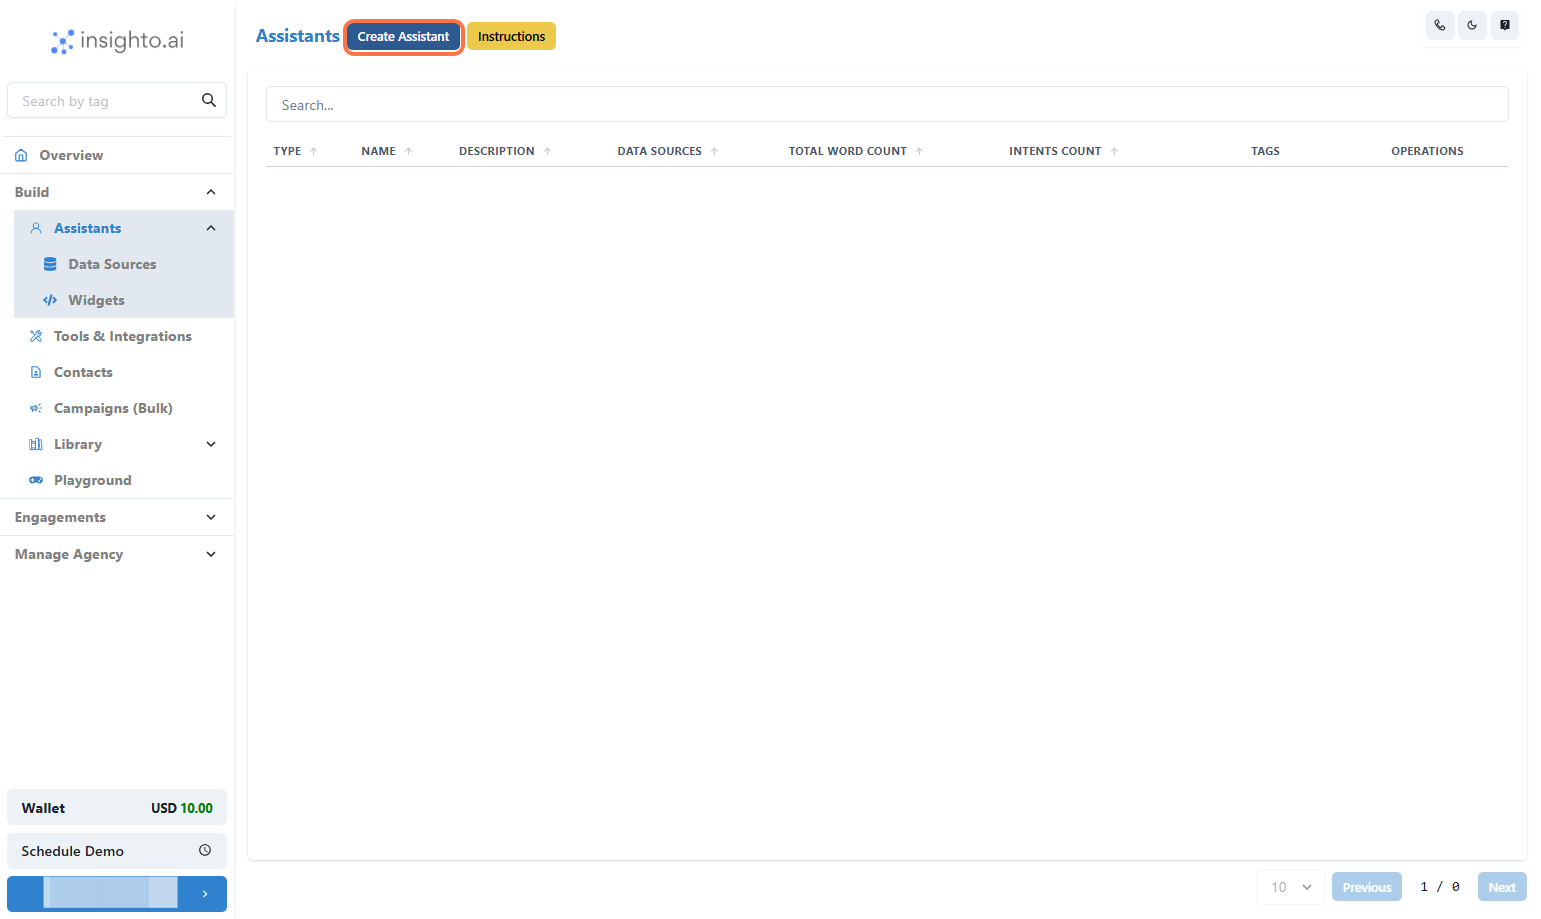 insighto.ai
Search by tag
Overview
Build
Assistants
Data Sources
Widgets
Tools & Integrations
Contacts
Campaigns (Bulk)
Library
Playground
Engagements
Manage Agency
Wallet USD 10.00
Schedule Demo
Assistants Create Assistant Instructions
Search...
TYPE NAME DESCRIPTION DATA SOURCES TOTAL WORD COUNT INTENTS COUNT TAGS OPERATIONS
10 Previous 1 / 0 Next